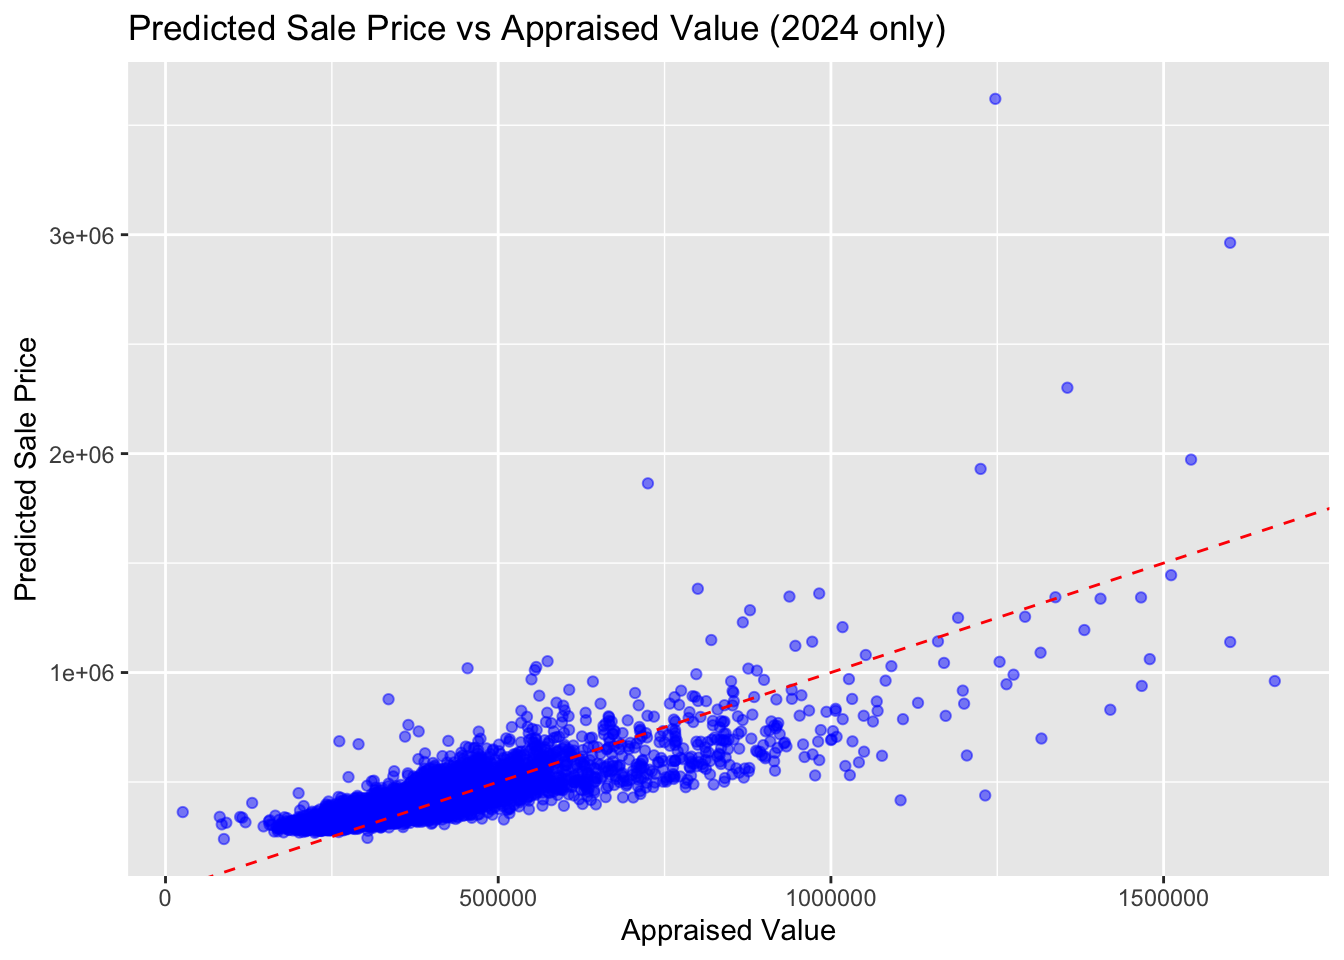 Predicted Sale Price vs Appraised Value (2024 only)
Predicted Sale Price
3e+06
2e+06
1e+06
0
500000
1000000
1500000
Appraised Value